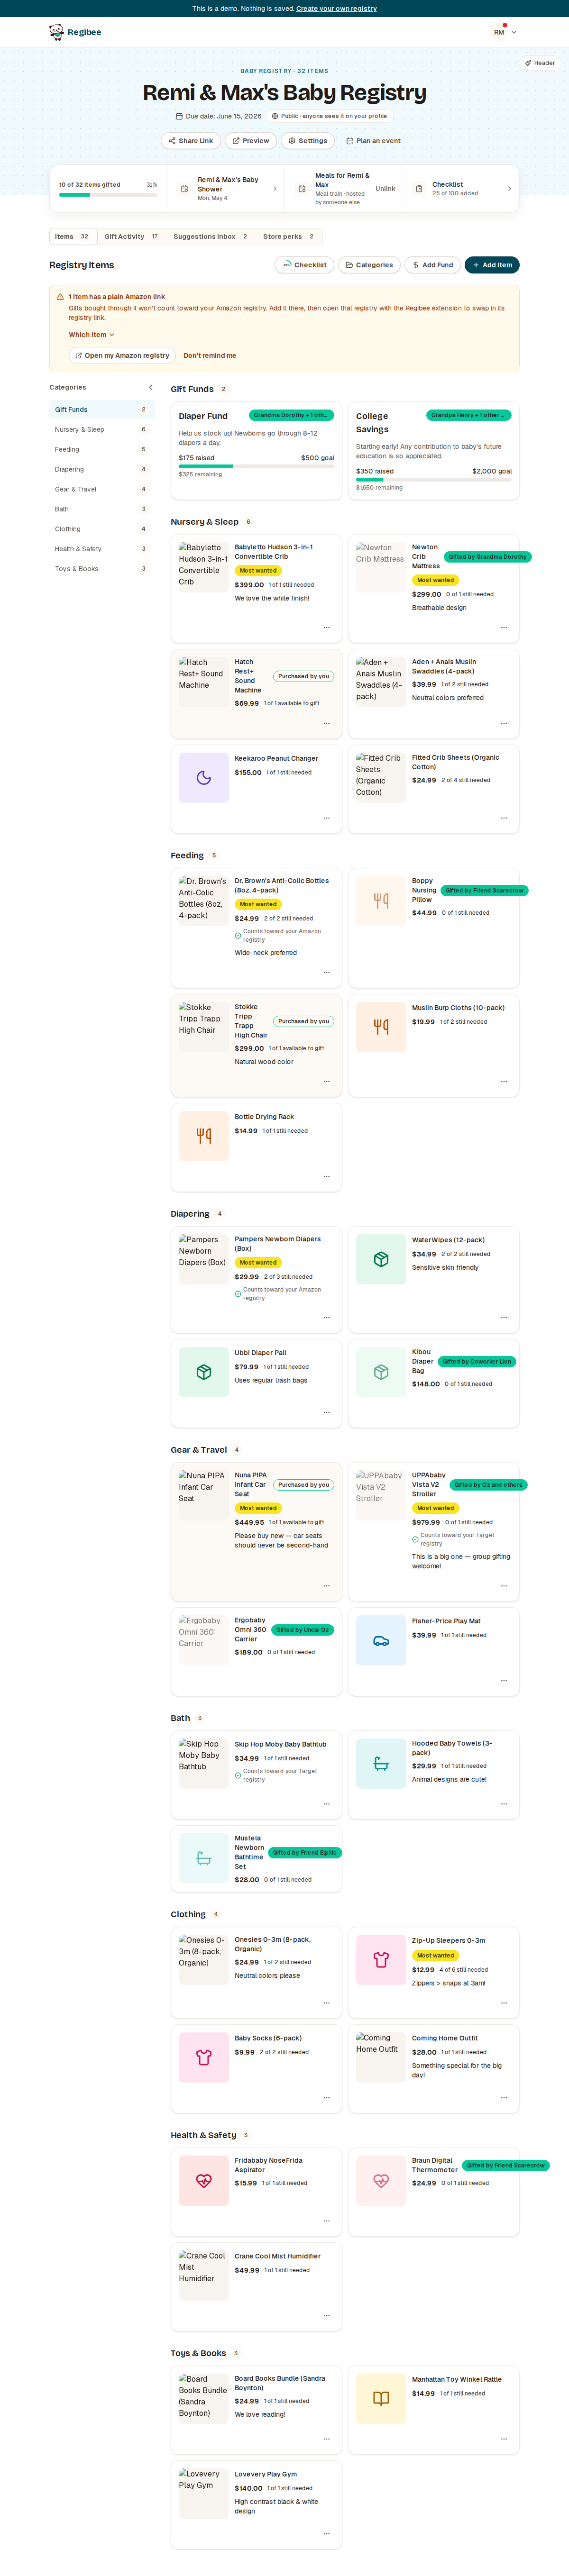 This is a demo. Nothing is saved. Create your own registry
Regibee
RM
Header
BABY REGISTRY · 32 ITEMS
Remi & Max's Baby Registry
Due date: June 15, 2026
Public · anyone sees it on your profile
Share Link
Preview
Settings
Plan an event
10 of 32 items gifted 31%
Remi & Max's Baby
Shower
Mon, May 4
Meals for Remi &
Max
Meal train · hosted
by someone else
Unlink
Checklist
25 of 100 added
Items 32
Gift Activity 17
Suggestions Inbox 2
Store perks 2
Registry Items
Checklist
Categories
Add Fund
Add Item
1 item has a plain Amazon link
Gifts bought through it won't count toward your Amazon registry. Add it there, then open that registry with the Regibee extension to swap in its
registry link.
Which item
Open my Amazon registry
Don't remind me
Categories
Gift Funds 2
Nursery & Sleep 6
Feeding 5
Diapering 4
Gear & Travel 4
Bath 3
Clothing 4
Health & Safety 3
Toys & Books 3
Gift Funds 2
Diaper Fund
Grandma Dorothy + 1 oth...
Help us stock up! Newborns go through 8-12
diapers a day.
$175 raised $500 goal
$325 remaining
College
Savings
Grandpa Henry + 1 other ...
Starting early! Any contribution to baby's future
education is so appreciated.
$350 raised $2,000 goal
$1,650 remaining
Nursery & Sleep 6
Babyletto
Hudson 3-in-1
Convertible
Crib
Babyletto Hudson 3-in-1
Convertible Crib
Most wanted
$399.00 1 of 1 still needed
We love the white finish!
Newton
Crib Mattress
Newton
Crib
Mattress
Gifted by Grandma Dorothy
Most wanted
$299.00 0 of 1 still needed
Breathable design
Hatch
Rest+ Sound
Machine
Hatch
Rest+
Sound
Machine
Purchased by you
$69.99 1 of 1 available to gift
Aden +
Anais Muslin
Swaddles (4-
pack)
Aden + Anais Muslin
Swaddles (4-pack)
$39.99 1 of 2 still needed
Neutral colors preferred
Keekaroo Peanut Changer
$155.00 1 of 1 still needed
Fitted Crib
Sheets
(Organic
Cotton)
Fitted Crib Sheets (Organic
Cotton)
$24.99 2 of 4 still needed
Feeding 5
Dr. Brown's
Anti-Colic
Bottles (8oz,
4-pack)
Dr. Brown's Anti-Colic Bottles
(8oz, 4-pack)
Most wanted
$24.99 2 of 2 still needed
Counts toward your Amazon
registry
Wide-neck preferred
Boppy
Nursing
Pillow
Gifted by Friend Scarecrow
$44.99 0 of 1 still needed
Stokke
Tripp Trapp
High Chair
Stokke
Tripp
Trapp
High Chair
Purchased by you
$299.00 1 of 1 available to gift
Natural wood color
Muslin Burp Cloths (10-pack)
$19.99 1 of 2 still needed
Bottle Drying Rack
$14.99 1 of 1 still needed
Diapering 4
Pampers
Newborn
Diapers (Box)
Pampers Newborn Diapers
(Box)
Most wanted
$29.99 2 of 3 still needed
Counts toward your Amazon
registry
WaterWipes (12-pack)
$34.99 2 of 2 still needed
Sensitive skin friendly
Ubbi Diaper Pail
$79.99 1 of 1 still needed
Uses regular trash bags
Kibou
Diaper
Bag
Gifted by Coworker Lion
$148.00 0 of 1 still needed
Gear & Travel 4
Nuna PIPA
Infant Car
Seat
Nuna PIPA
Infant Car
Seat
Purchased by you
Most wanted
$449.95 1 of 1 available to gift
Please buy new — car seats
should never be second-hand
UPPAbaby
Vista V2
Stroller
UPPAbaby
Vista V2
Stroller
Gifted by Oz and others
Most wanted
$979.99 0 of 1 still needed
Counts toward your Target
registry
This is a big one — group gifting
welcome!
Ergobaby
Omni 360
Carrier
Ergobaby
Omni 360
Carrier
Gifted by Uncle Oz
$189.00 0 of 1 still needed
Fisher-Price Play Mat
$39.99 1 of 1 still needed
Bath 3
Skip Hop
Moby Baby
Bathtub
Skip Hop Moby Baby Bathtub
$34.99 1 of 1 still needed
Counts toward your Target
registry
Hooded Baby Towels (3-
pack)
$29.99 1 of 1 still needed
Animal designs are cute!
Mustela
Newborn
Bathtime
Set
Gifted by Friend Elphie
$28.00 0 of 1 still needed
Clothing 4
Onesies 0-
3m (8-pack,
Organic)
Onesies 0-3m (8-pack,
Organic)
$24.99 1 of 2 still needed
Neutral colors please
Zip-Up Sleepers 0-3m
Most wanted
$12.99 4 of 6 still needed
Zippers > snaps at 3am!
Baby Socks (6-pack)
$9.99 2 of 2 still needed
Coming
Home Outfit
Coming Home Outfit
$28.00 1 of 1 still needed
Something special for the big
day!
Health & Safety 3
Fridababy NoseFrida
Aspirator
$15.99 1 of 1 still needed
Braun Digital
Thermometer
Gifted by Friend Scarecrow
$24.99 0 of 1 still needed
Crane Cool
Mist
Humidifier
Crane Cool Mist Humidifier
$49.99 1 of 1 still needed
Toys & Books 3
Board
Books Bundle
(Sandra
Boynton)
Board Books Bundle (Sandra
Boynton)
$24.99 1 of 1 still needed
We love reading!
Manhattan Toy Winkel Rattle
$14.99 1 of 1 still needed
Lovevery
Play Gym
Lovevery Play Gym
$140.00 1 of 1 still needed
High contrast black & white
design